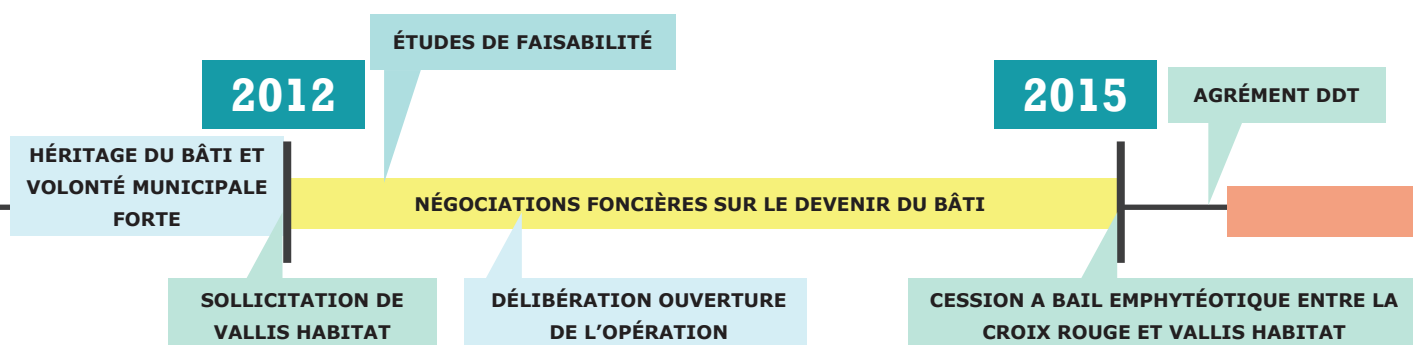 ÉTUDES DE FAISABILITÉ
2012
2015
AGRÉMENT DDT
HÉRITAGE DU BÂTI ET
VOLONTÉ MUNICIPALE
FORTE
NÉGOCIATIONS FONCIÈRES SUR LE DEVENIR DU BÂTI
SOLLICITATION DE
VALLIS HABITAT
DÉLIBÉRATION OUVERTURE
DE L'OPÉRATION
CESSION A BAIL EMPHYTÉOTIQUE ENTRE LA
CROIX ROUGE ET VALLIS HABITAT